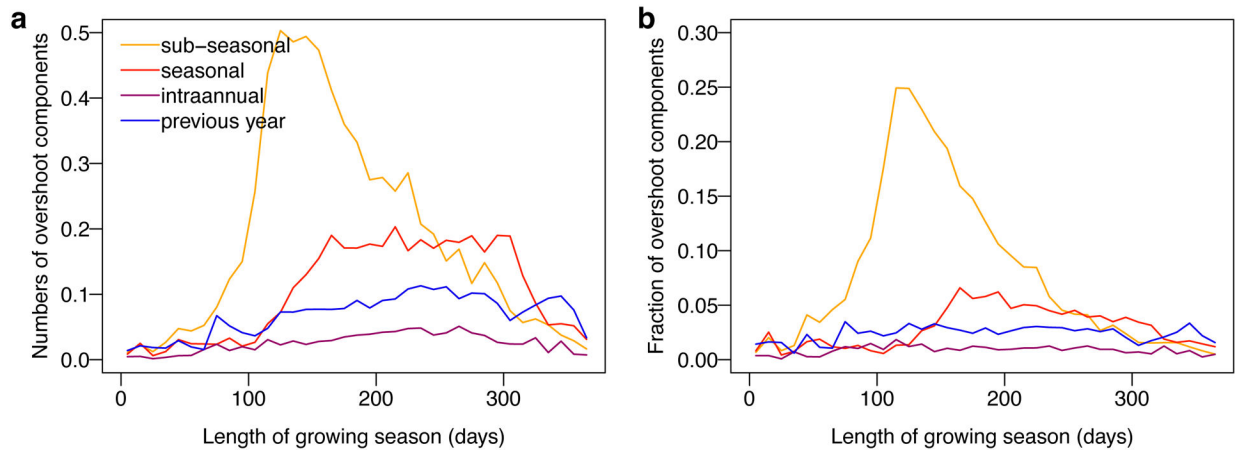 a
0.5
0.4
0.3
0.2
0.1
0.0
Numbers of overshoot components
sub−seasonal
seasonal
intraannual
previous year
0
100
200
300
Length of growing season (days)
b
0.30
0.25
0.20
0.15
0.10
0.05
0.00
Fraction of overshoot components
0
100
200
300
Length of growing season (days)